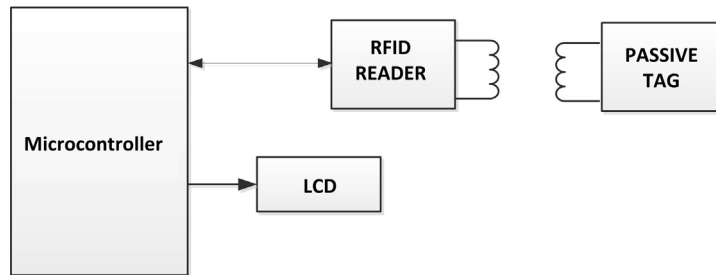 RFID
READER
PASSIVE
TAG
Microcontroller
LCD